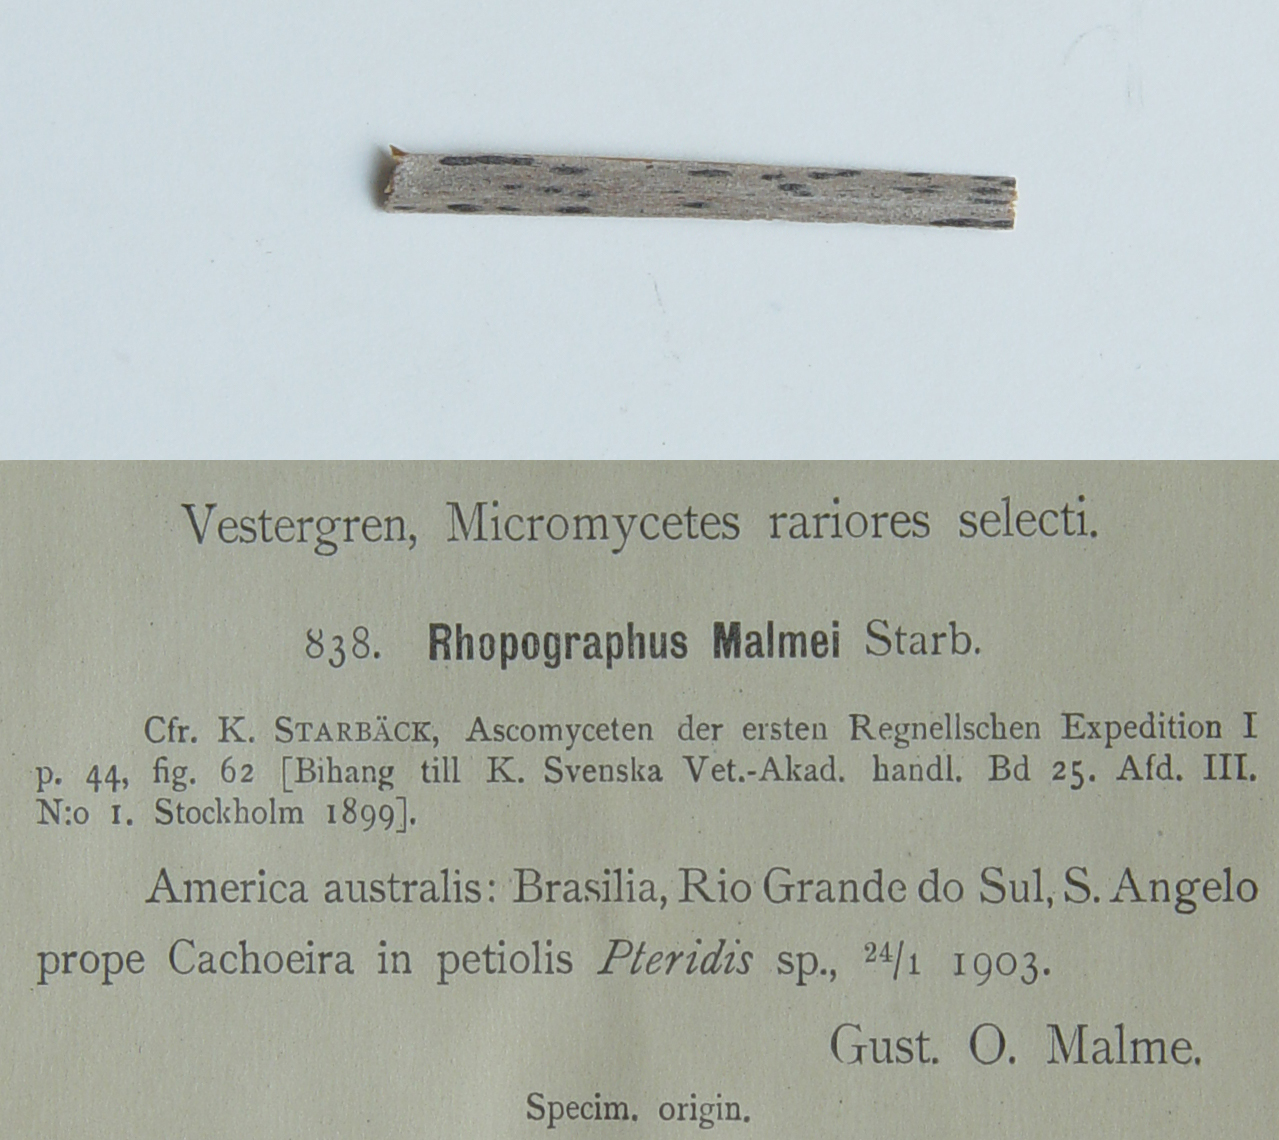 Vestergren, Micromycetes rariores selecti.
838. Rhopographus Malmei Starb.
Cfr. K. STARBÄCK, Ascomyceten der ersten Regnellschen Expedition I
p. 44, fig. 62 [Bihang till K. Svenska Vet.-Akad. handl. Bd 25. Afd. III.
N:o 1. Stockholm 1899].
America australis: Brasilia, Rio Grande do Sul, S. Angelo
prope Cachoeira in petiolis Pteridis sp., 24/1 1903.
Gust. O. Malme.
Specim. origin.